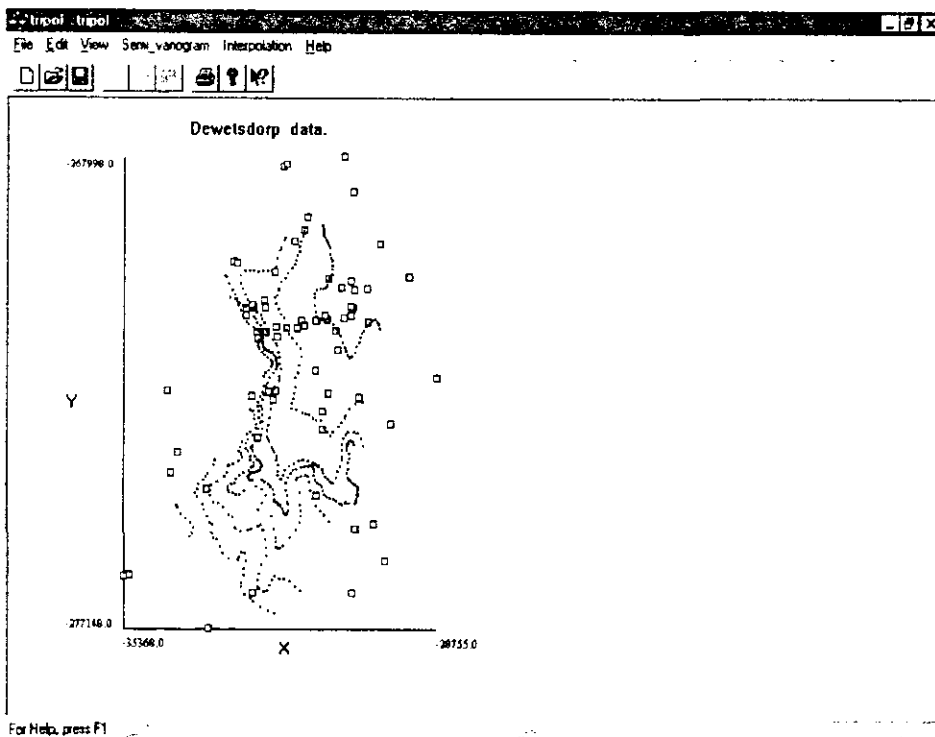 tripol tripol
File Edit View Semi_variogram Interpolation Help
Dewetsdorp data.
-267998.0
Y
-277148.0
-35368.0
-28755.0
X
For Help, press F1